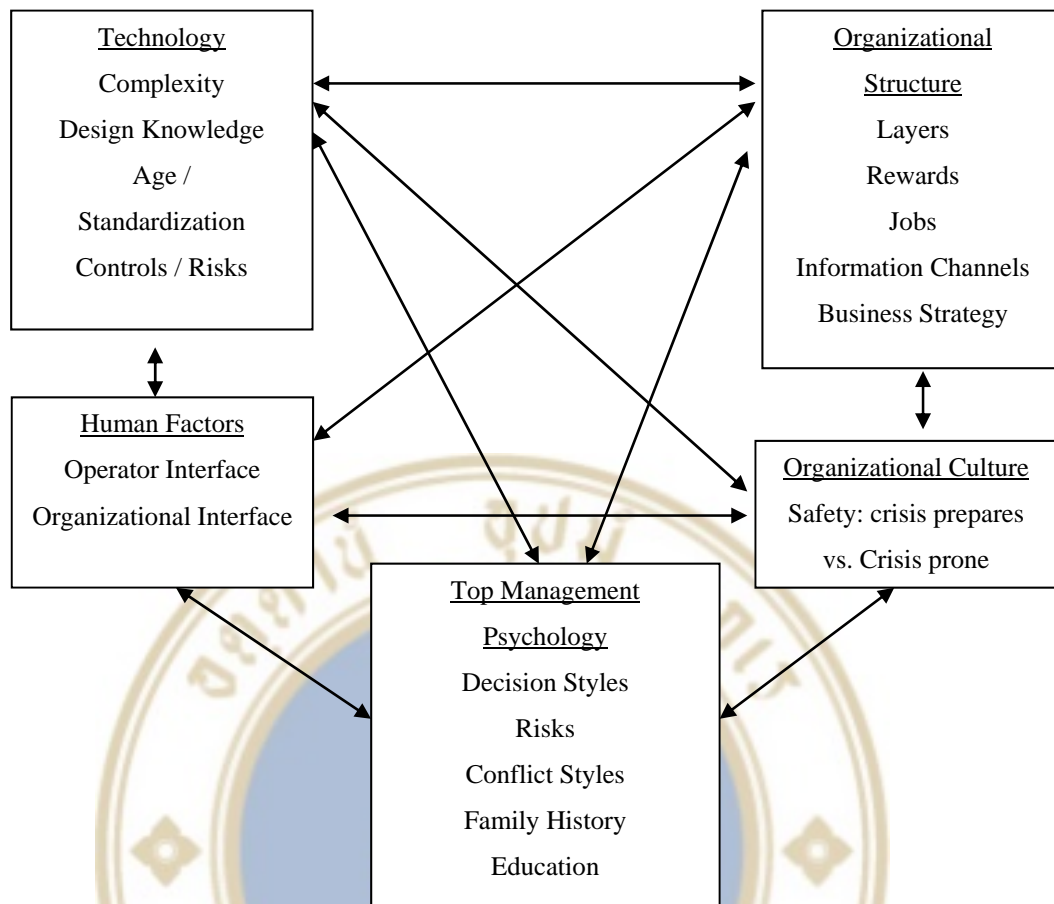 Technology
Complexity
Design Knowledge
Age /
Standardization
Controls / Risks
Organizational
Structure
Layers
Rewards
Jobs
Information Channels
Business Strategy
Human Factors
Operator Interface
Organizational Interface
Organizational Culture
Safety: crisis prepares
vs. Crisis prone
Top Management
Psychology
Decision Styles
Risks
Conflict Styles
Family History
Education